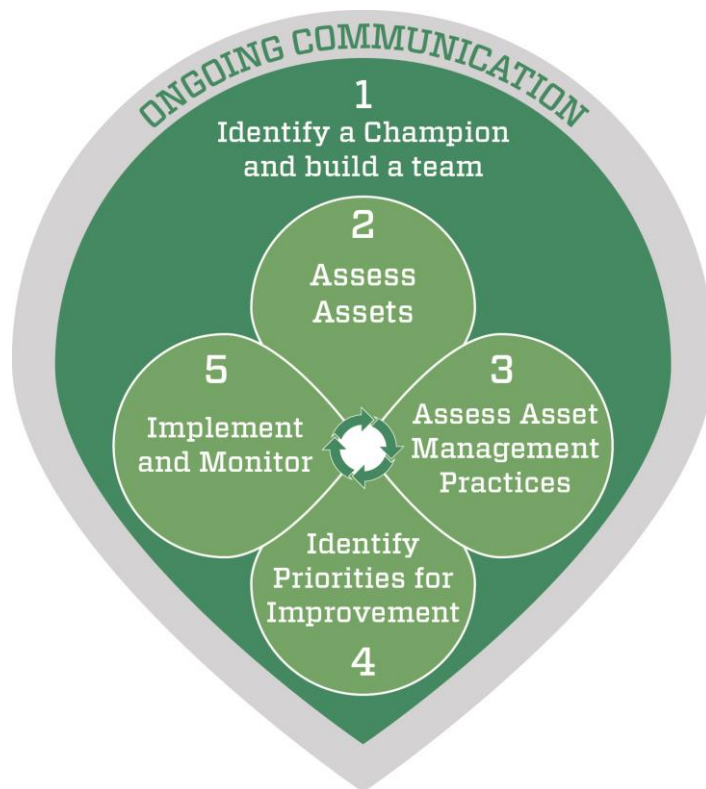 ONGOING COMMUNICATION
1
Identify a Champion
and build a team
2
Assess
Assets
3
Assess Asset
Management
Practices
Identify
Priorities for
Improvement
4
5
Implement
and Monitor